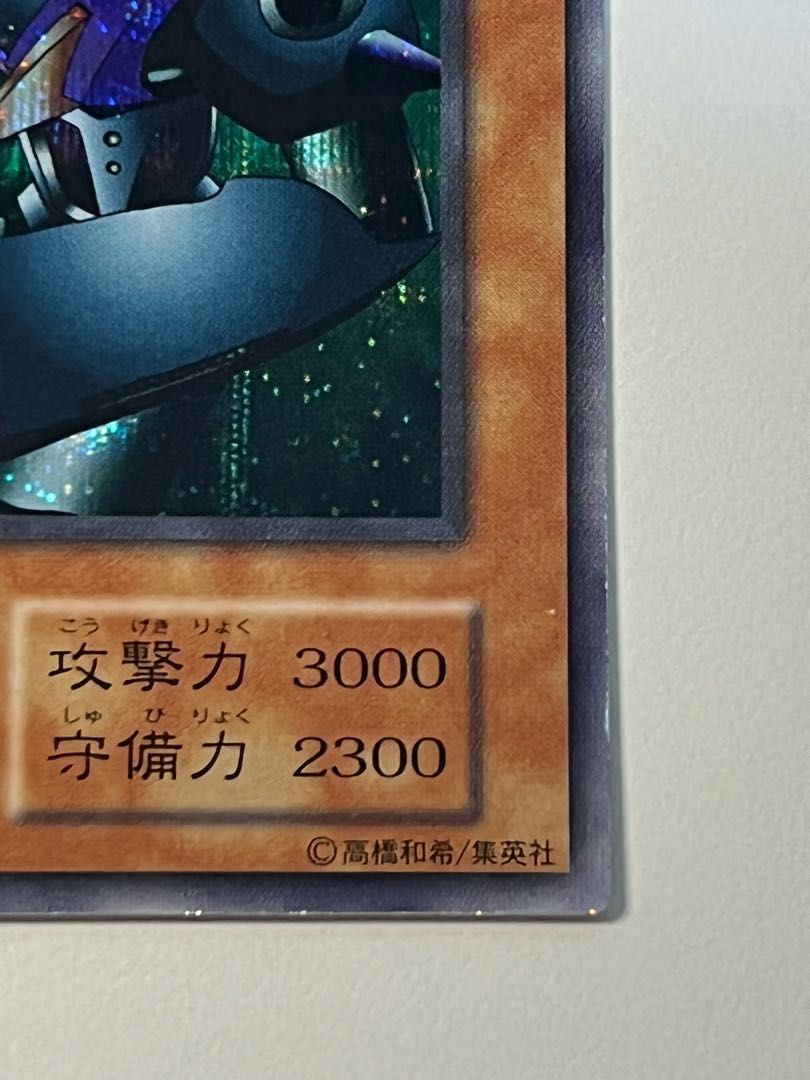 こう げき りょく
攻撃力 3000
しゅ び りょく
守備力 2300
©高橋和希/集英社